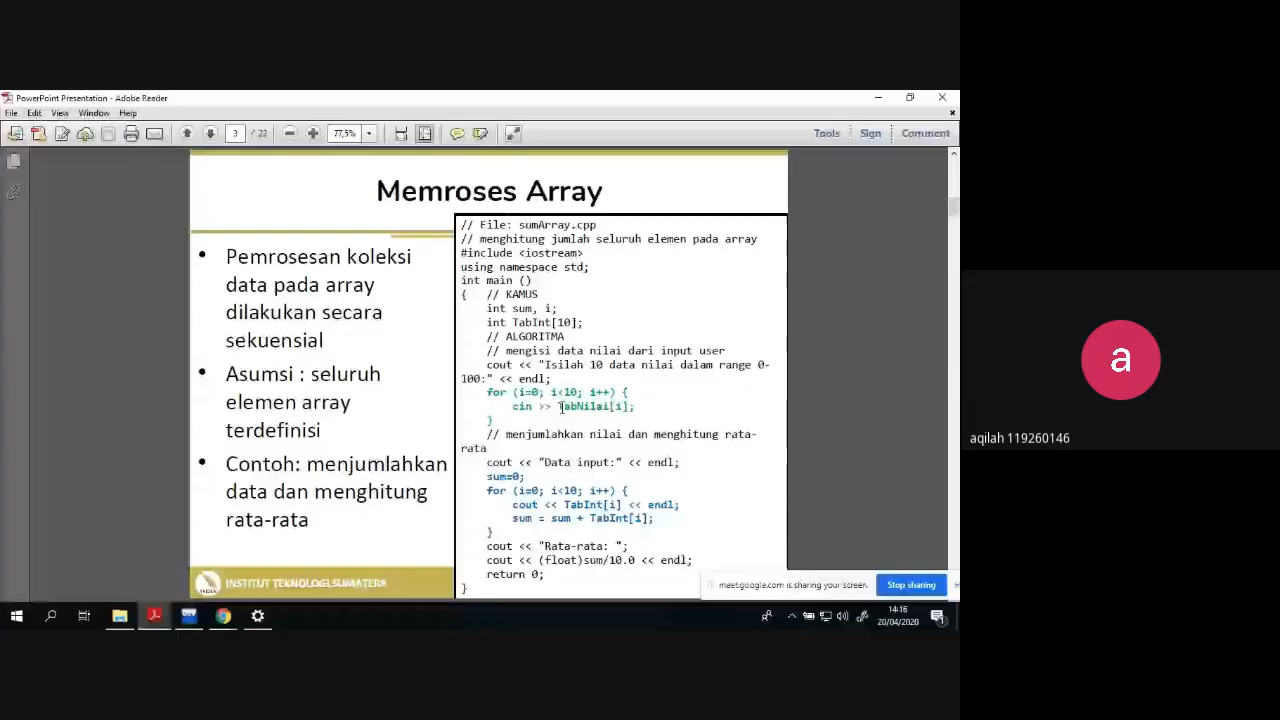 PowerPoint Presentation - Adobe Reader
File Edit View Window Help
3 / 22 77,5% Tools Sign Comment
Memroses Array
• Pemrosesan koleksi
data pada array
dilakukan secara
sekuensial
• Asumsi : seluruh
elemen array
terdefinisi
• Contoh: menjumlahkan
data dan menghitung
rata-rata
// File: sumArray.cpp
// menghitung jumlah seluruh elemen pada array
#include <iostream>
using namespace std;
int main ()
{ // KAMUS
int sum, i;
int TabInt[10];
// ALGORITMA
// mengisi data nilai dari input user
cout << "Isilah 10 data nilai dalam range 0-
100:" << endl;
for (i=0; i<10; i++) {
cin >> TabNilai[i];
}
// menjumlahkan nilai dan menghitung rata-
rata
cout << "Data input:" << endl;
sum=0;
for (i=0; i<10; i++) {
cout << TabInt[i] << endl;
sum = sum + TabInt[i];
}
cout << "Rata-rata: ";
cout << (float)sum/10.0 << endl;
return 0;
}
INSTITUT TEKNOLOGI SUMATERA
meet.google.com is sharing your screen.
Stop sharing
14:16
20/04/2020
a
aqilah 119260146